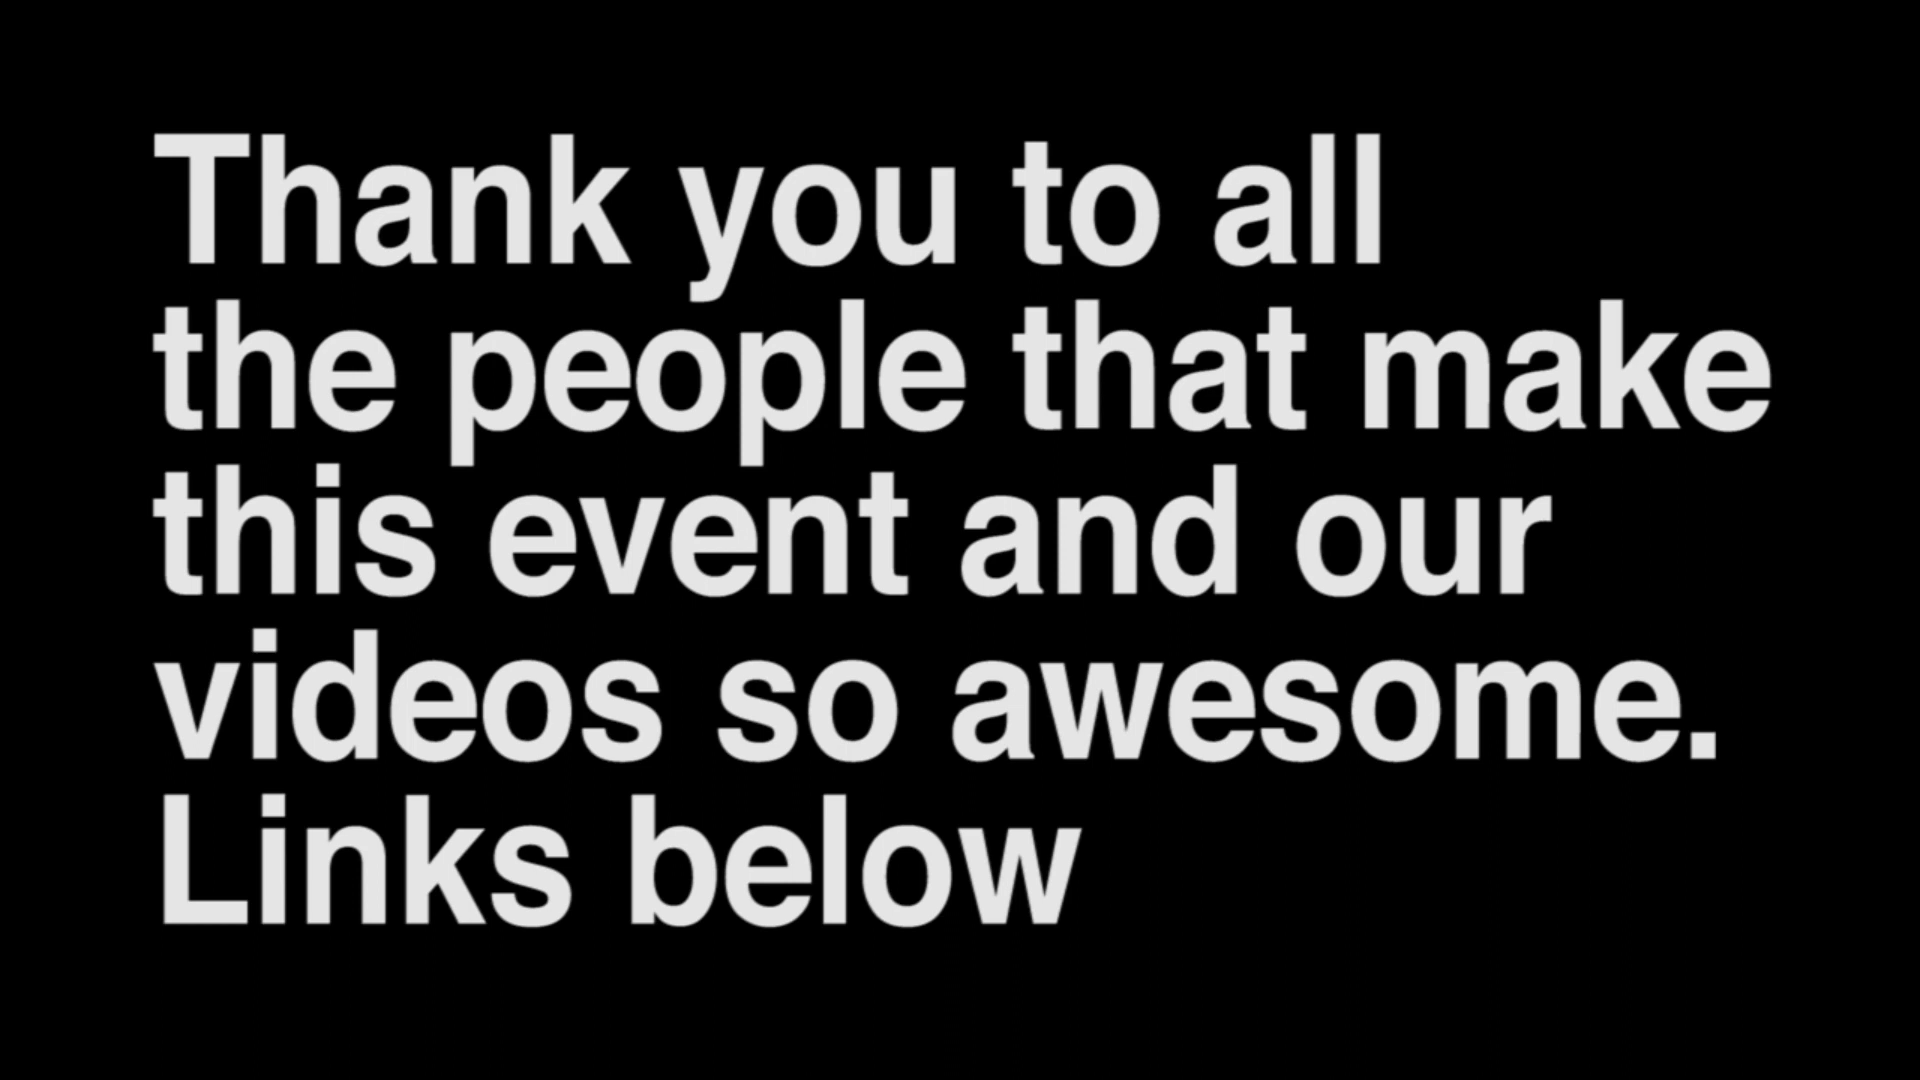 Thank you to all
the people that make
this event and our
videos so awesome.
Links below